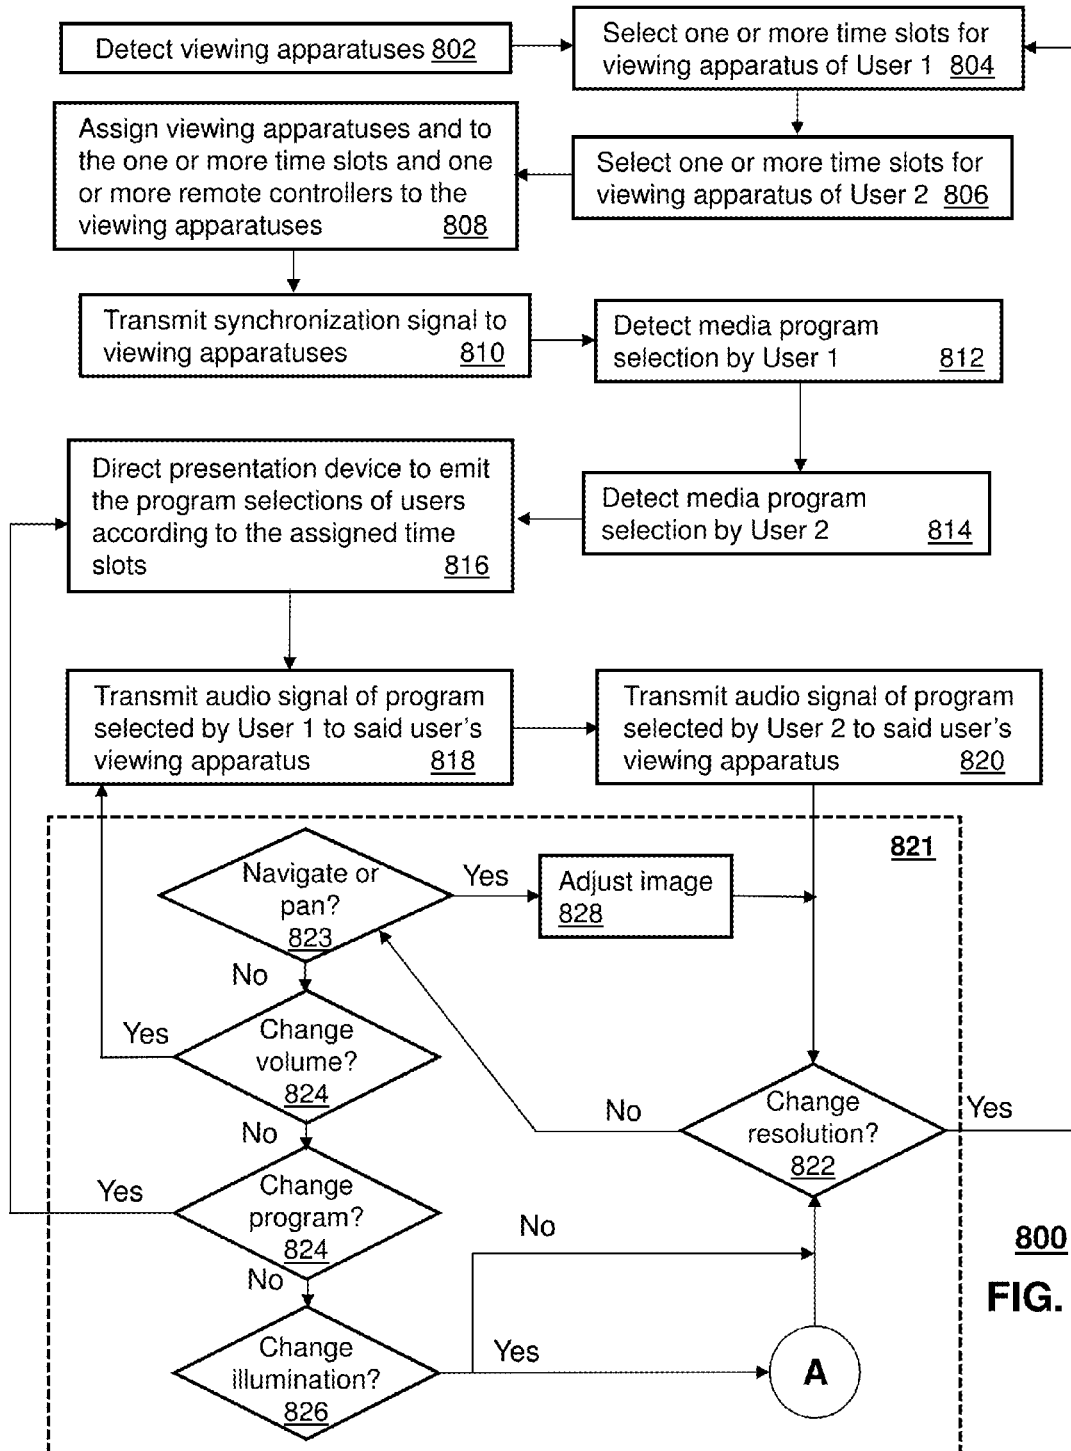 Detect viewing apparatuses 802
Select one or more time slots for
viewing apparatus of User 1 804
Assign viewing apparatuses and to
the one or more time slots and one
or more remote controllers to the
viewing apparatuses 808
Select one or more time slots for
viewing apparatus of User 2 806
Transmit synchronization signal to
viewing apparatuses 810
Detect media program
selection by User 1 812
Direct presentation device to emit
the program selections of users
according to the assigned time
slots 816
Detect media program
selection by User 2 814
Transmit audio signal of program
selected by User 1 to said user's
viewing apparatus 818
Transmit audio signal of program
selected by User 2 to said user's
viewing apparatus 820
821
Navigate or
pan?
823
Yes
Adjust image
828
No
Change
volume?
824
Yes
No
Change
resolution?
822
No
Yes
Change
program?
824
Yes
No
Change
illumination?
826
No
Yes
A
800
FIG.